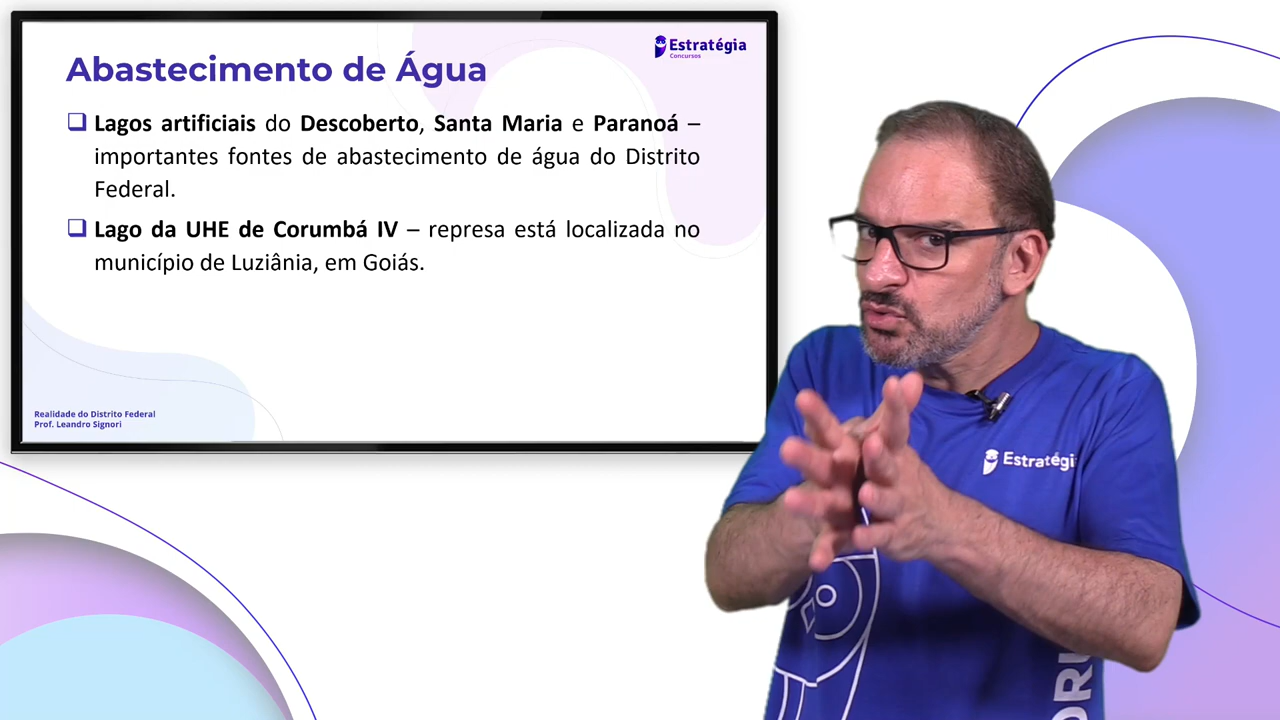 Estratégia
Concursos
Abastecimento de Água
❑ Lagos artificiais do Descoberto, Santa Maria e Paranoá –
importantes fontes de abastecimento de água do Distrito
Federal.
❑ Lago da UHE de Corumbá IV – represa está localizada no
município de Luziânia, em Goiás.
Realidade do Distrito Federal
Prof. Leandro Signori
Estratégi
ORU